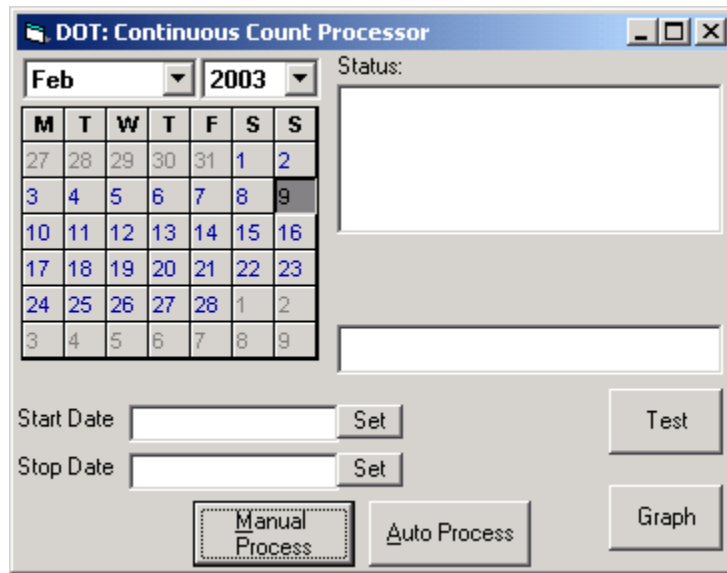 DOT: Continuous Count Processor
Feb 2003
Status:
M T W T F S S
27 28 29 30 31 1 2
3 4 5 6 7 8 9
10 11 12 13 14 15 16
17 18 19 20 21 22 23
24 25 26 27 28 1 2
3 4 5 6 7 8 9
Start Date Set
Test
Stop Date Set
Manual
Process
Auto Process
Graph